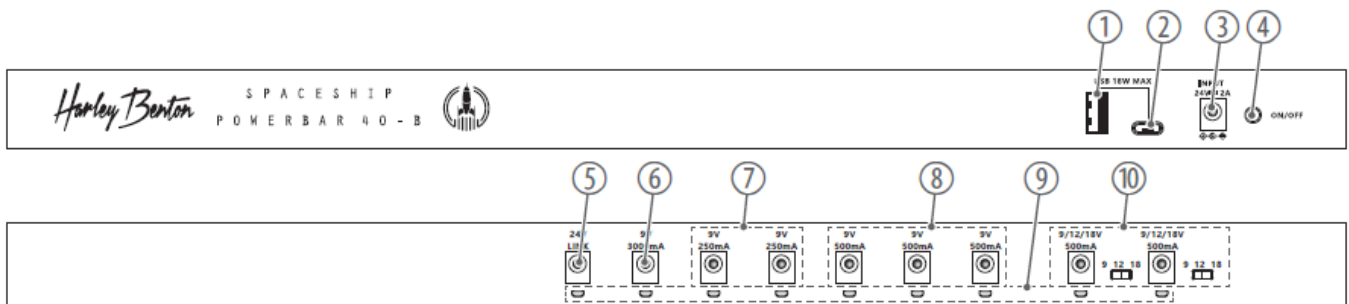 ① ② ③ ④
Harley Benton
SPACESHIP
POWERBAR 40-B
USB 18W MAX
INPUT
24V 2A
ON/OFF
⑤ ⑥ ⑦ ⑧ ⑨ ⑩
24V 9V 9V 9V 9V 9V 9V 9/12/18V 9/12/18V
LINK 3000mA 250mA 250mA 500mA 500mA 500mA 500mA 500mA
9 12 18 9 12 18